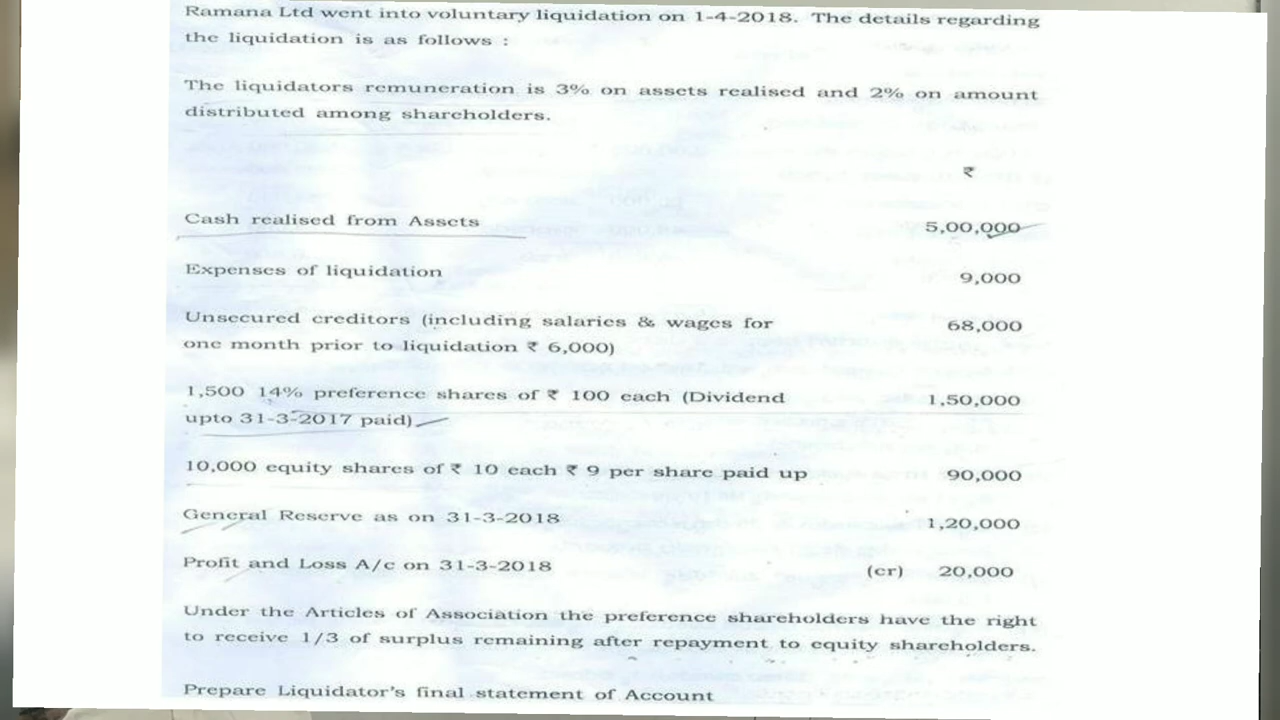 Ramana Ltd went into voluntary liquidation on 1-4-2018. The details regarding
the liquidation is as follows :
The liquidators remuneration is 3% on assets realised and 2% on amount
distributed among shareholders.
₹
Cash realised from Assets 5,00,000
Expenses of liquidation 9,000
Unsecured creditors (including salaries & wages for 68,000
one month prior to liquidation ₹ 6,000)
1,500 14% preference shares of ₹ 100 each (Dividend 1,50,000
upto 31-3-2017 paid)
10,000 equity shares of ₹ 10 each ₹ 9 per share paid up 90,000
General Reserve as on 31-3-2018 1,20,000
Profit and Loss A/c on 31-3-2018 (cr) 20,000
Under the Articles of Association the preference shareholders have the right
to receive 1/3 of surplus remaining after repayment to equity shareholders.
Prepare Liquidator's final statement of Account